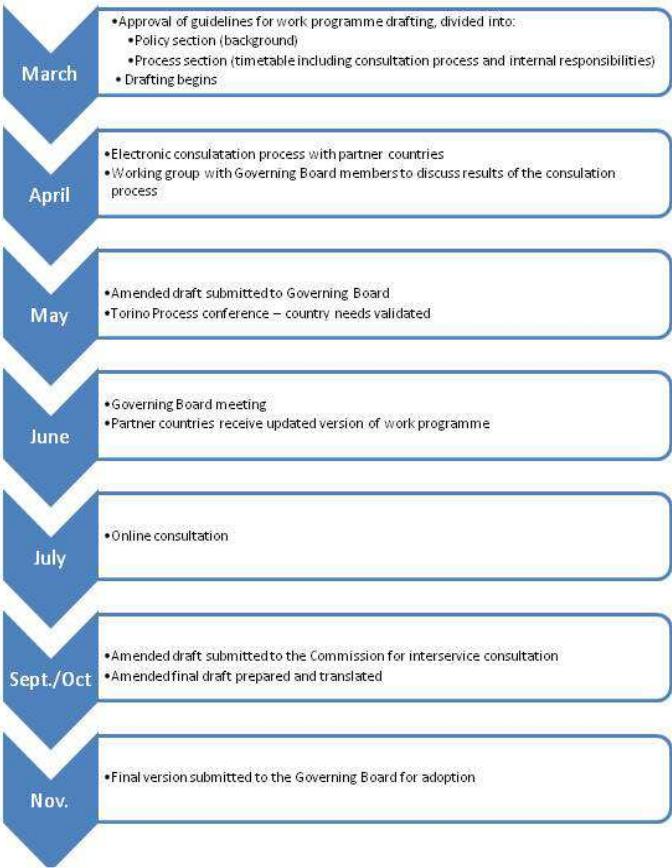 March
•Approval of guidelines for work programme drafting, divided into:
•Policy section (background)
•Process section (timetable including consultation process and internal responsibilities)
• Drafting begins
April
•Electronic consulatation process with partner countries
•Working group with Governing Board members to discuss results of the consulation
process
May
•Amended draft submitted to Governing Board
•Torino Process conference – country needs validated
June
•Governing Board meeting
•Partner countries receive updated version of work programme
July
•Online consultation
Sept./Oct
•Amended draft submitted to the Commission for interservice consultation
•Amended final draft prepared and translated
Nov.
•Final version submitted to the Governing Board for adoption